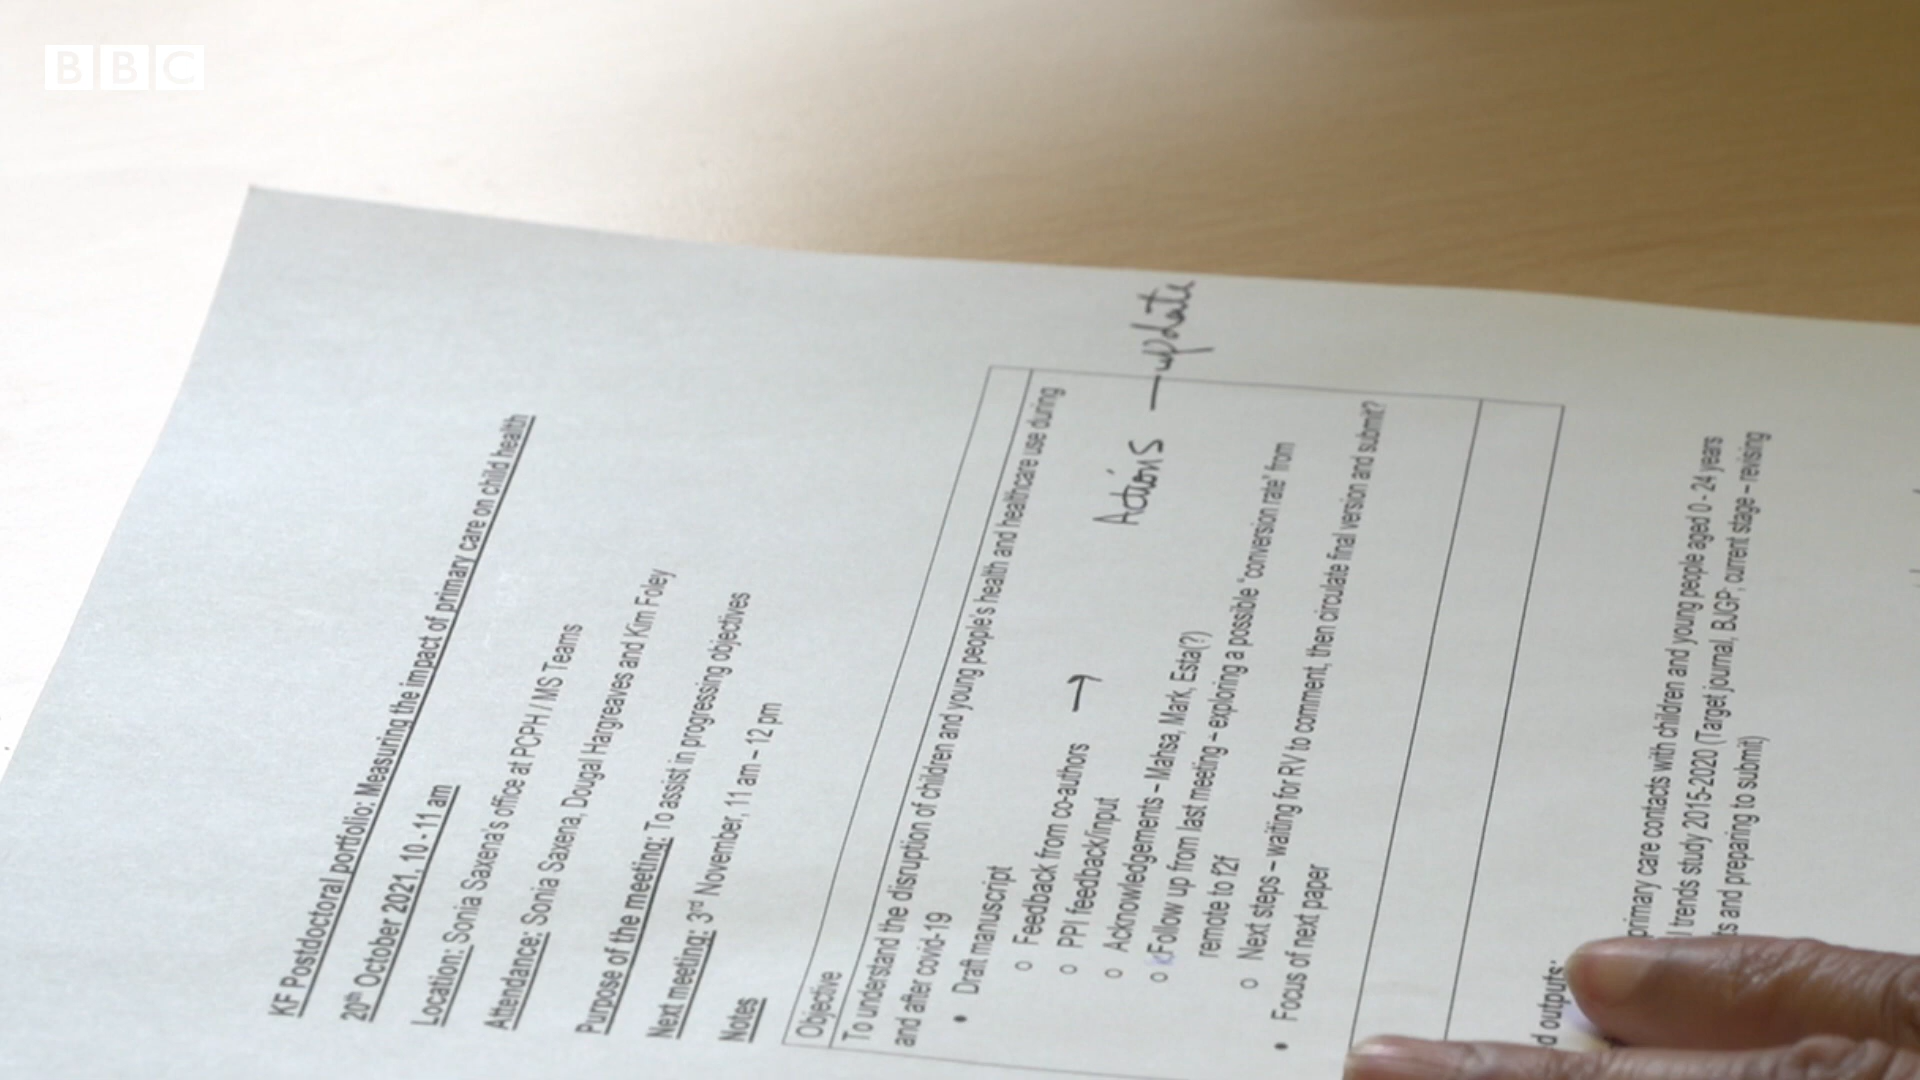 BBC
KF Postdoctoral portfolio: Measuring the impact of primary care on child health
20th October 2021, 10 - 11 am
Location: Sonia Saxena's office at PCPH / MS Teams
Attendance: Sonia Saxena, Dougal Hargreaves and Kim Foley
Purpose of the meeting: To assist in progressing objectives
Next meeting: 3rd November, 11 am – 12 pm
Notes
Objective
To understand the disruption of children and young people's health and healthcare use during
and after covid-19
• Draft manuscript
o Feedback from co-authors → Actions — update
o PPI feedback/input
o Acknowledgements – Mahsa, Mark, Esta(?)
o Follow up from last meeting – exploring a possible "conversion rate" from
remote to f2f
o Next steps – waiting for RV to comment, then circulate final version and submit?
• Focus of next paper
d outputs:
primary care contacts with children and young people aged 0 - 24 years
trends study 2015-2020 (Target journal, BJGP, current stage – revising
ts and preparing to submit)